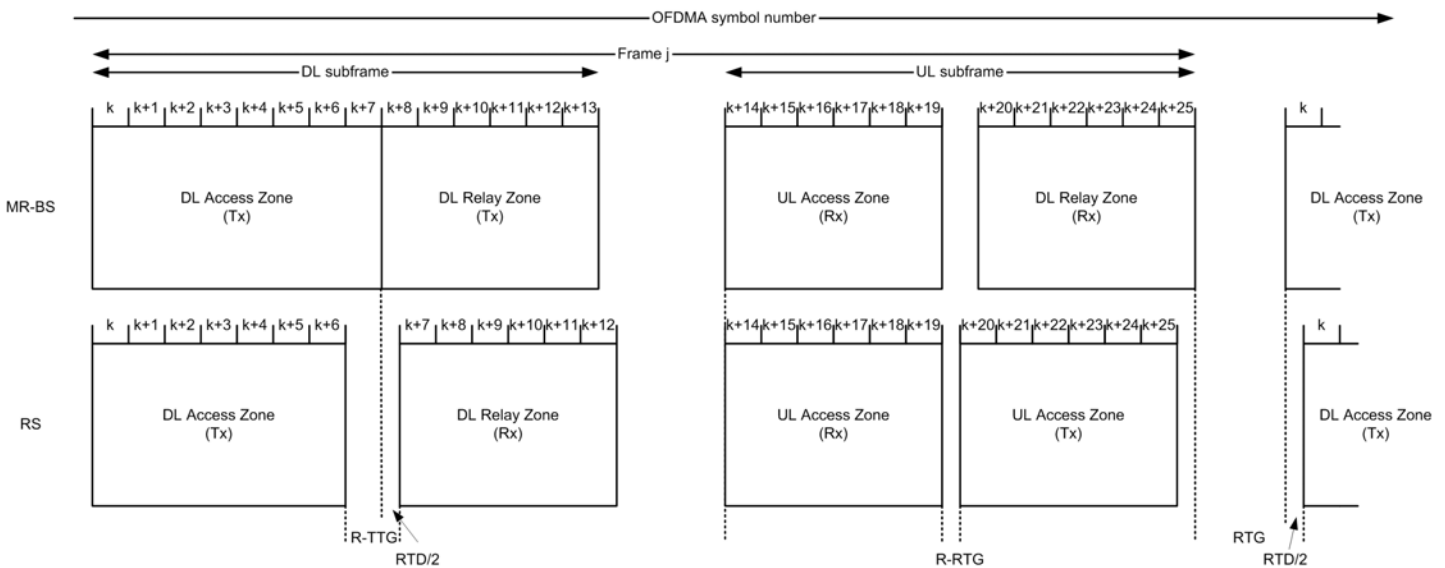 OFDMA symbol number
Frame j
DL subframe UL subframe
k k+1 k+2 k+3 k+4 k+5 k+6 k+7 k+8 k+9 k+10 k+11 k+12 k+13 k+14 k+15 k+16 k+17 k+18 k+19 k+20 k+21 k+22 k+23 k+24 k+25 k
MR-BS
DL Access Zone
(Tx)
DL Relay Zone
(Tx)
UL Access Zone
(Rx)
DL Relay Zone
(Rx)
DL Access Zone
(Tx)
k k+1 k+2 k+3 k+4 k+5 k+6 k+7 k+8 k+9 k+10 k+11 k+12 k+14 k+15 k+16 k+17 k+18 k+19 k+20 k+21 k+22 k+23 k+24 k+25 k
RS
DL Access Zone
(Tx)
DL Relay Zone
(Rx)
UL Access Zone
(Rx)
UL Access Zone
(Tx)
DL Access Zone
(Tx)
R-TTG
RTD/2
R-RTG
RTG
RTD/2